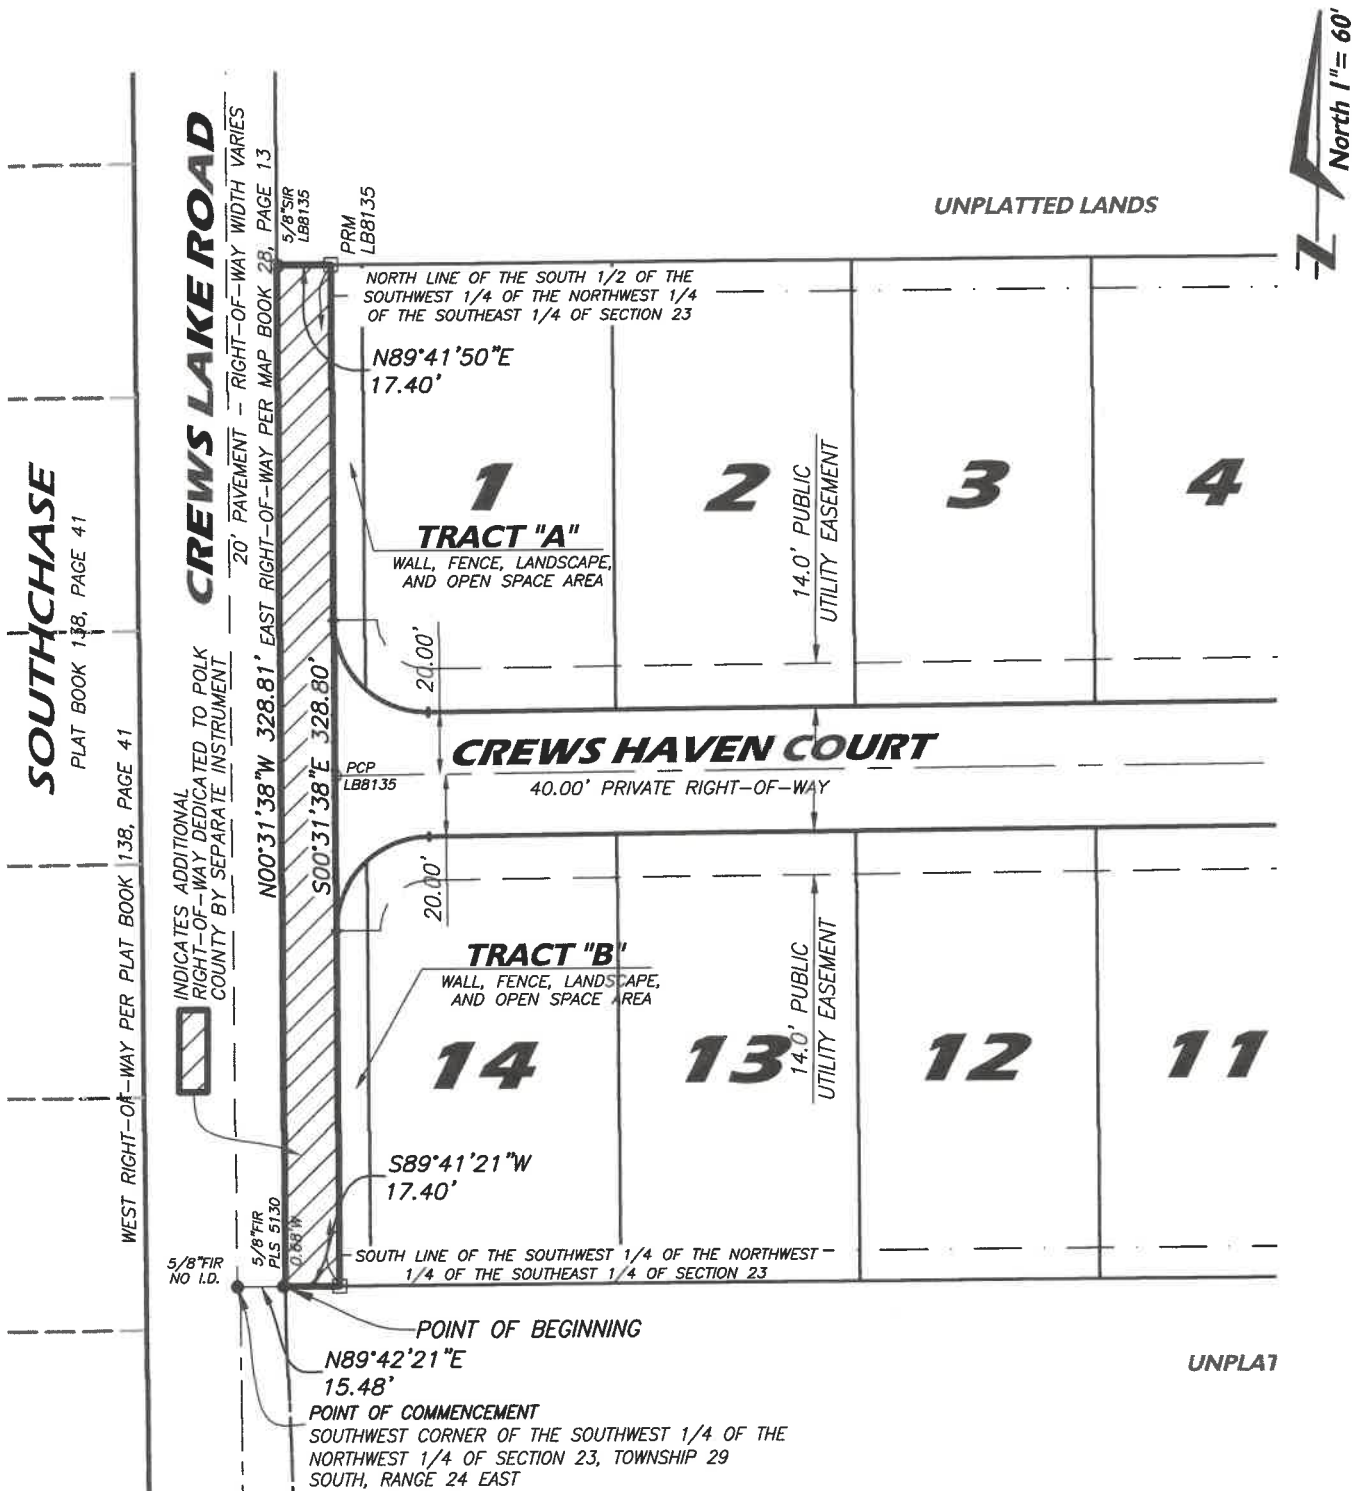 North 1"= 60'
UNPLATTED LANDS
SOUTHCHASE
PLAT BOOK 138, PAGE 41
WEST RIGHT-OF-WAY PER PLAT BOOK 138, PAGE 41
CREWS LAKE ROAD
20' PAVEMENT - RIGHT-OF-WAY WIDTH VARIES
EAST RIGHT-OF-WAY PER MAP BOOK 2B, PAGE 13
5/8"SIR
LB8135
PRM
LB8135
NORTH LINE OF THE SOUTH 1/2 OF THE
SOUTHWEST 1/4 OF THE NORTHWEST 1/4
OF THE SOUTHEAST 1/4 OF SECTION 23
N89°41'50"E
17.40'
1
2
3
4
TRACT "A"
WALL, FENCE, LANDSCAPE,
AND OPEN SPACE AREA
14.0' PUBLIC
UTILITY EASEMENT
20.00'
N00°31'38"W 328.81'
S00°31'38"E 328.80'
INDICATES ADDITIONAL
RIGHT-OF-WAY DEDICATED TO POLK
COUNTY BY SEPARATE INSTRUMENT
CREWS HAVEN COURT
40.00' PRIVATE RIGHT-OF-WAY
PCP
LB8135
20.00'
TRACT "B"
WALL, FENCE, LANDSCAPE,
AND OPEN SPACE AREA
14.0' PUBLIC
UTILITY EASEMENT
14
13
12
11
S89°41'21"W
17.40'
SOUTH LINE OF THE SOUTHWEST 1/4 OF THE NORTHWEST
1/4 OF THE SOUTHEAST 1/4 OF SECTION 23
5/8"FIR
NO I.D.
5/8"FIR
PLS 5130
0.68'W
POINT OF BEGINNING
N89°42'21"E
15.48'
POINT OF COMMENCEMENT
SOUTHWEST CORNER OF THE SOUTHWEST 1/4 OF THE
NORTHWEST 1/4 OF SECTION 23, TOWNSHIP 29
SOUTH, RANGE 24 EAST
UNPLAT